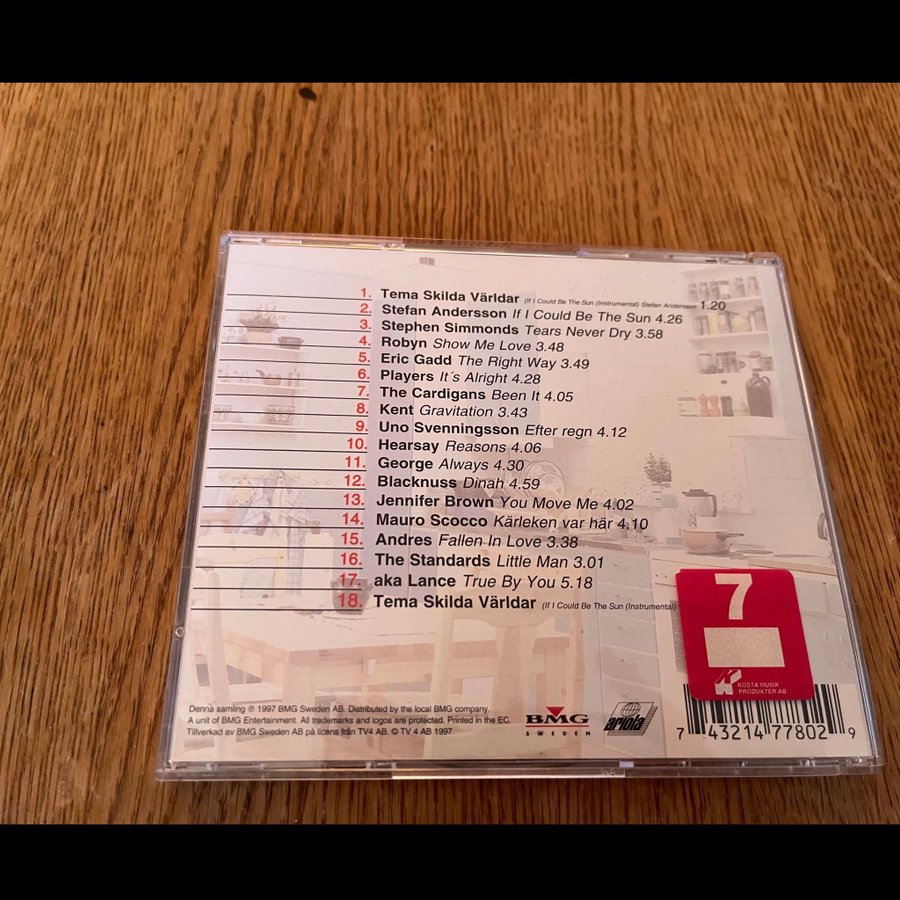 1. Tema Skilda Världar (If I Could Be The Sun (Instrumental) Stefan Andersson 1.20
2. Stefan Andersson If I Could Be The Sun 4.26
3. Stephen Simmonds Tears Never Dry 3.58
4. Robyn Show Me Love 3.48
5. Eric Gadd The Right Way 3.49
6. Players It´s Alright 4.28
7. The Cardigans Been It 4.05
8. Kent Gravitation 3.43
9. Uno Svenningsson Efter regn 4.12
10. Hearsay Reasons 4.06
11. George Always 4.30
12. Blacknuss Dinah 4.59
13. Jennifer Brown You Move Me 4.02
14. Mauro Scocco Kärleken var här 4.10
15. Andres Fallen In Love 3.38
16. The Standards Little Man 3.01
17. aka Lance True By You 5.18
18. Tema Skilda Världar (If I Could Be The Sun (Instrumental)
7
KOSTA MUSIK
PRODUKTER AB
Denna samling ℗ 1997 BMG Sweden AB. Distributed by the local BMG company.
A unit of BMG Entertainment. All trademarks and logos are protected. Printed in the EC.
Tillverkad av BMG Sweden AB på licens från TV4 AB. © TV 4 AB 1997.
BMG
SWEDEN
ARIOLA
7 43214 77802 9